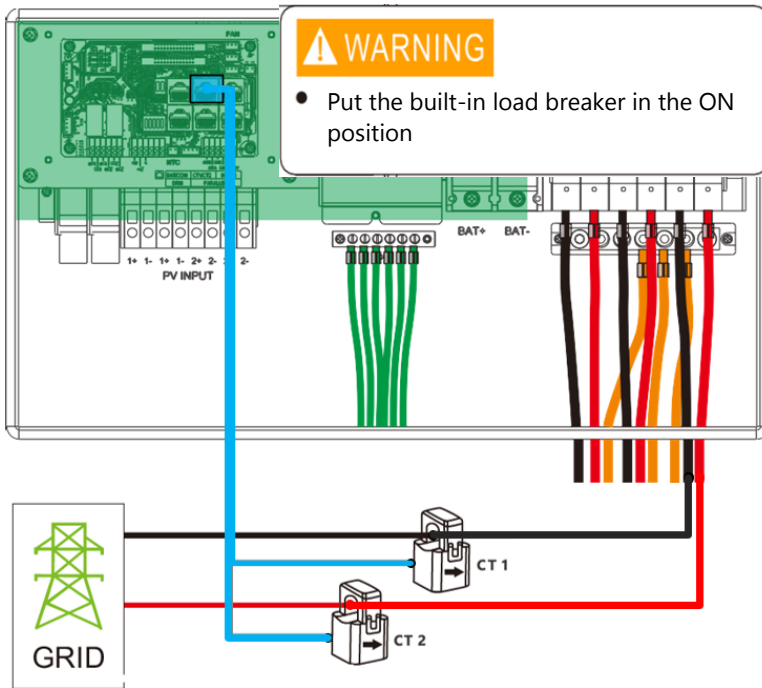 FAN
WARNING
Put the built-in load breaker in the ON
position
NTC
BAT+ BAT-
1+ 1- 1+ 1- 2+ 2- 2-
PV INPUT
CT 1
CT 2
GRID